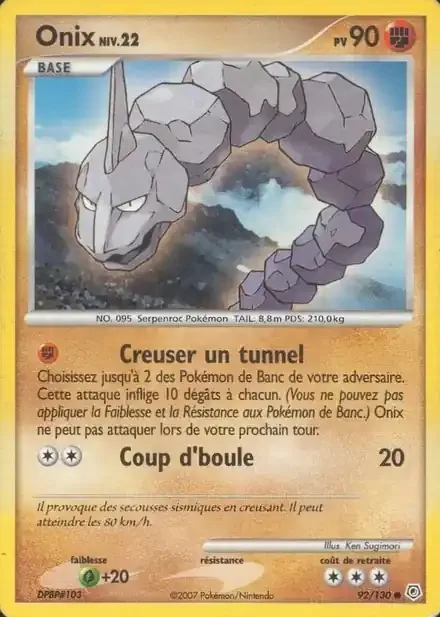 Onix NIV.22
PV 90
BASE
NO. 095 Serpenroc Pokémon TAIL: 8,8m PDS: 210,0kg
Creuser un tunnel
Choisissez jusqu'à 2 des Pokémon de Banc de votre adversaire.
Cette attaque inflige 10 dégâts à chacun. (Vous ne pouvez pas
appliquer la Faiblesse et la Résistance aux Pokémon de Banc.) Onix
ne peut pas attaquer lors de votre prochain tour.
Coup d'boule 20
Il provoque des secousses sismiques en creusant. Il peut
atteindre les 80 km/h.
Illus. Ken Sugimori
faiblesse résistance coût de retraite
+20
DPBP#103 ©2007 Pokémon/Nintendo 92/130